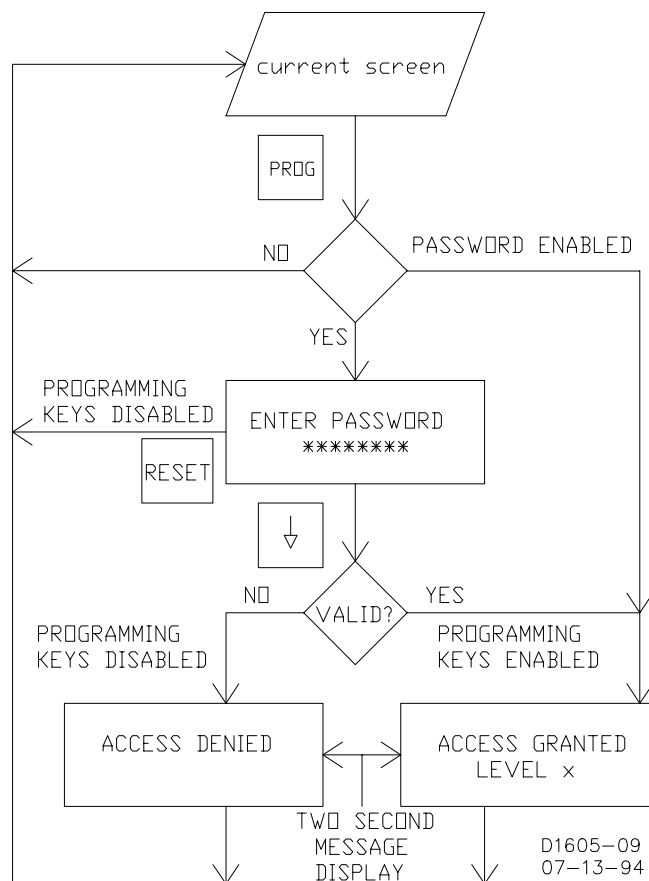 current screen
PROG
NO
PASSWORD ENABLED
YES
PROGRAMMING
KEYS DISABLED
ENTER PASSWORD
********
RESET
NO
VALID?
YES
PROGRAMMING
KEYS DISABLED
PROGRAMMING
KEYS ENABLED
ACCESS DENIED
ACCESS GRANTED
LEVEL x
TWO SECOND
MESSAGE
DISPLAY
D1605-09
07-13-94